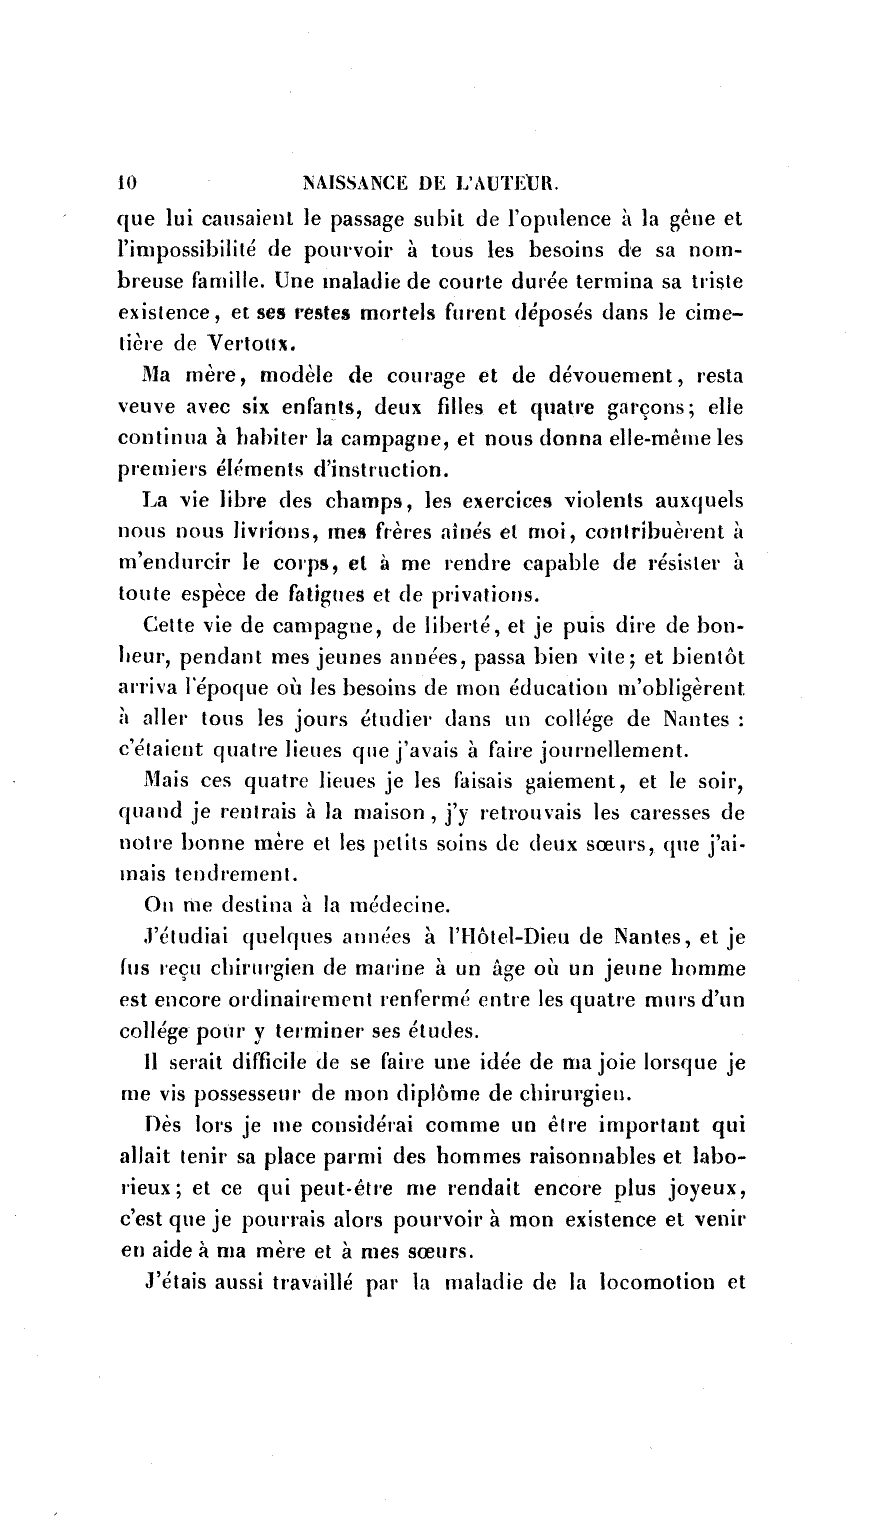 10 NAISSANCE DE L'AUTEUR.
que lui causaient le passage subit de l'opulence à la gêne et
l'impossibilité de pourvoir à tous les besoins de sa nom-
breuse famille. Une maladie de courte durée termina sa triste
existence, et ses restes mortels furent déposés dans le cime-
tière de Vertoux.
Ma mère, modèle de courage et de dévouement, resta
veuve avec six enfants, deux filles et quatre garçons; elle
continua à habiter la campagne, et nous donna elle-même les
premiers éléments d'instruction.
La vie libre des champs, les exercices violents auxquels
nous nous livrions, mes frères aînés et moi, contribuèrent à
m'endurcir le corps, et à me rendre capable de résister à
toute espèce de fatigues et de privations.
Cette vie de campagne, de liberté, et je puis dire de bon-
heur, pendant mes jeunes années, passa bien vite; et bientôt
arriva l'époque où les besoins de mon éducation m'obligèrent
à aller tous les jours étudier dans un collége de Nantes :
c'étaient quatre lieues que j'avais à faire journellement.
Mais ces quatre lieues je les faisais gaiement, et le soir,
quand je rentrais à la maison, j'y retrouvais les caresses de
notre bonne mère et les petits soins de deux sœurs, que j'ai-
mais tendrement.
On me destina à la médecine.
J'étudiai quelques années à l'Hôtel-Dieu de Nantes, et je
fus reçu chirurgien de marine à un âge où un jeune homme
est encore ordinairement renfermé entre les quatre murs d'un
collége pour y terminer ses études.
Il serait difficile de se faire une idée de ma joie lorsque je
me vis possesseur de mon diplôme de chirurgien.
Dès lors je me considérai comme un être important qui
allait tenir sa place parmi des hommes raisonnables et labo-
rieux; et ce qui peut-être me rendait encore plus joyeux,
c'est que je pourrais alors pourvoir à mon existence et venir
en aide à ma mère et à mes sœurs.
J'étais aussi travaillé par la maladie de la locomotion et